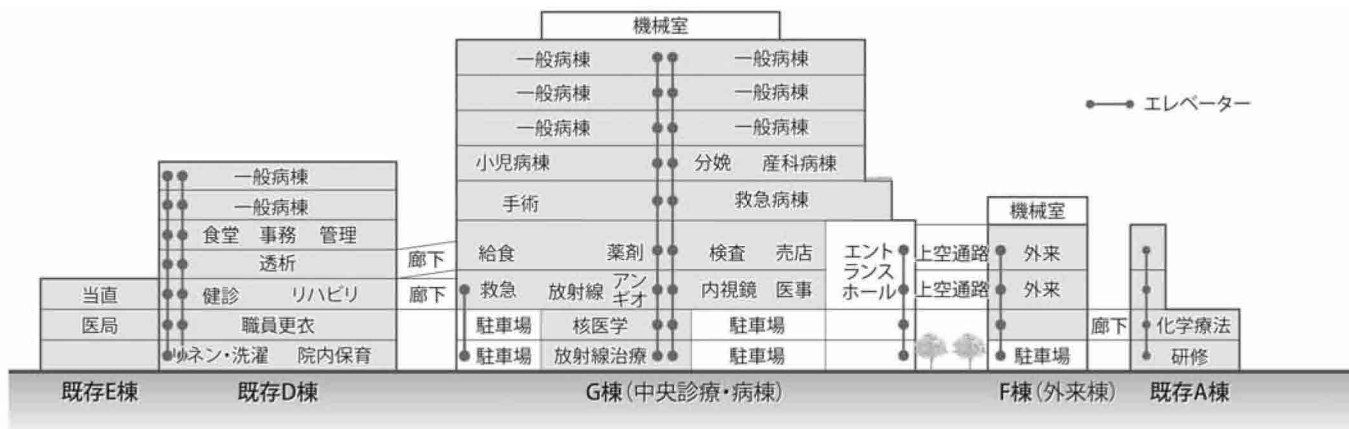 機械室
一般病棟 一般病棟
一般病棟 一般病棟
エレベーター
一般病棟 一般病棟
小児病棟 分娩 産科病棟
一般病棟
手術 救急病棟
一般病棟
機械室
食堂 事務 管理
廊下 給食 薬剤 検査 売店 エントランスホール 上空通路 外来
透析
当直 健診 リハビリ 廊下 救急 放射線 アンギオ 内視鏡 医事 上空通路 外来
医局 職員更衣 駐車場 核医学 駐車場 廊下 化学療法
リネン・洗濯 院内保育 駐車場 放射線治療 駐車場 駐車場 研修
既存E棟 既存D棟 G棟(中央診療・病棟) F棟(外来棟) 既存A棟